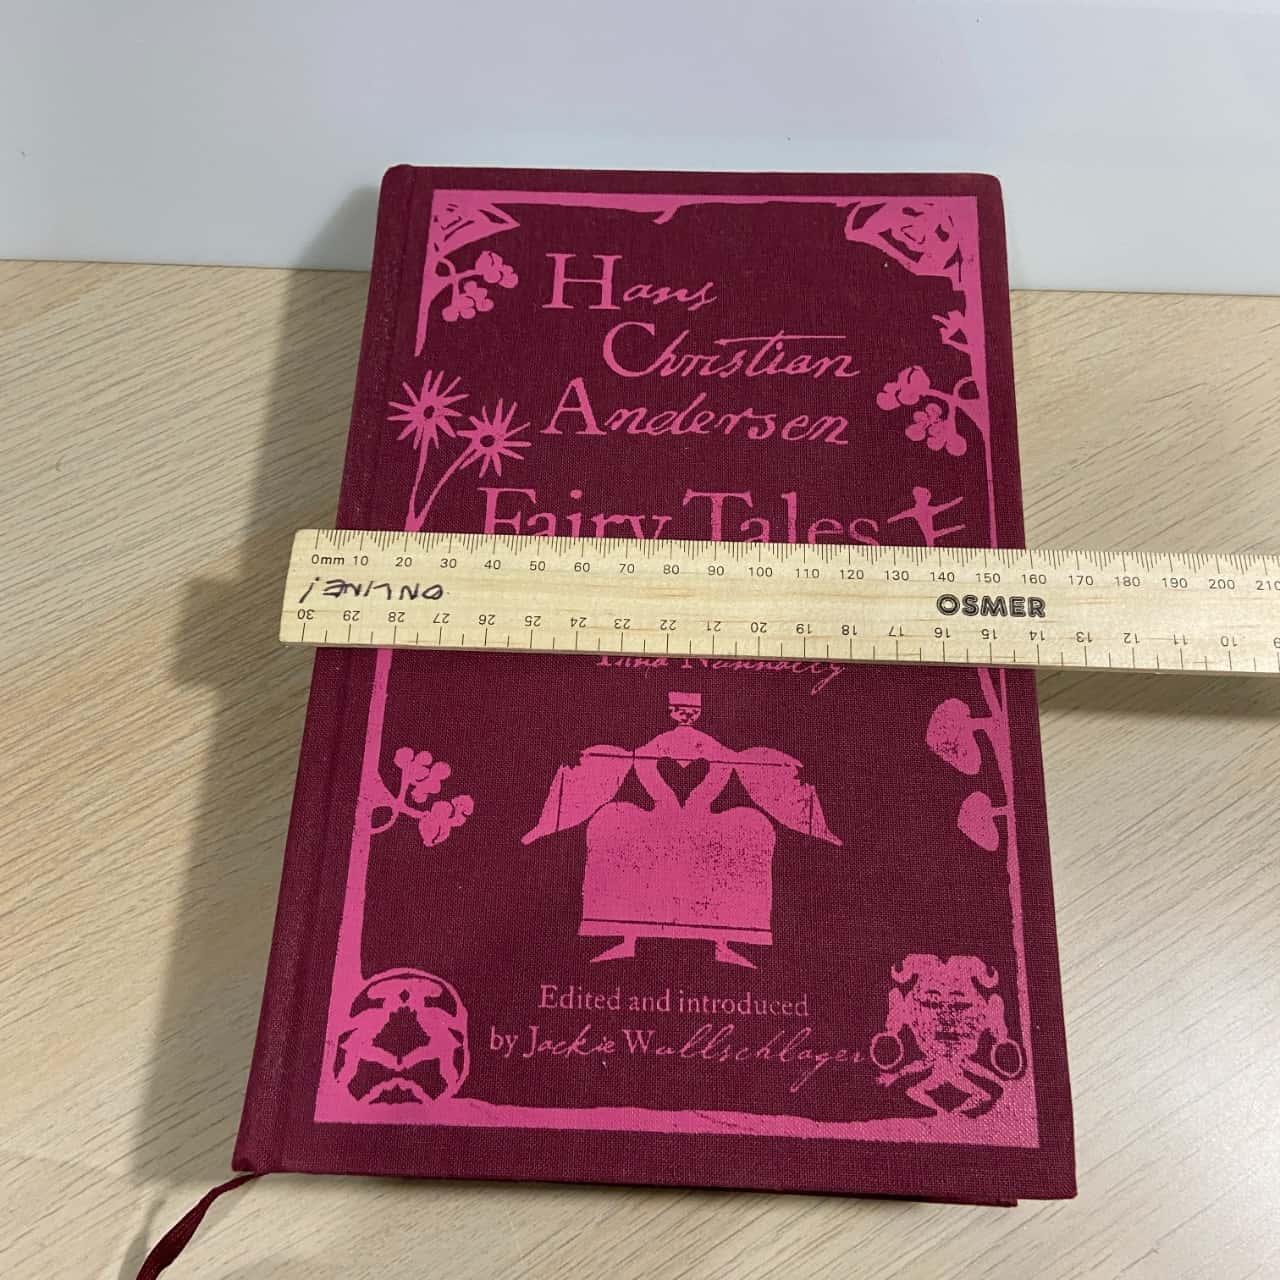 Hans
Christian
Andersen
Fairy Tales
0mm 10 20 30 40 50 60 70 80 90 100 110 120 130 140 150 160 170 180 190 200 210
ONLINE!
OSMER
30 29 28 27 26 25 24 23 22 21 20 19 18 17 16 15 14 13 12 11 10 9
Nunnally
Edited and introduced
by Jackie Wullschlager